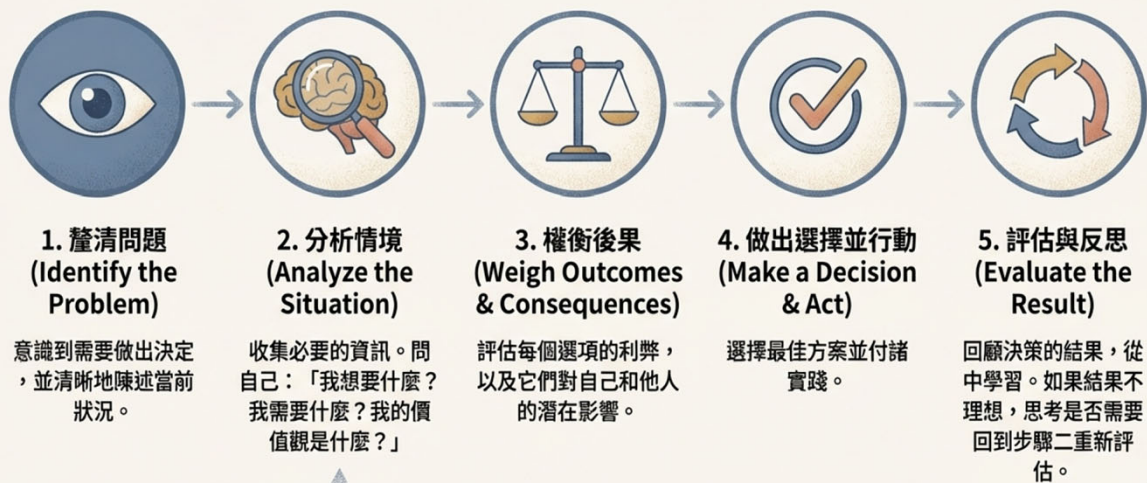 1. 釐清問題
(Identify the
Problem)
意識到需要做出決定
，並清晰地陳述當前
狀況。
2. 分析情境
(Analyze the
Situation)
收集必要的資訊。問
自己：「我想要什麼？
我需要什麼？我的價
值觀是什麼？」
3. 權衡後果
(Weigh Outcomes
& Consequences)
評估每個選項的利弊，
以及它們對自己和他人
的潛在影響。
4. 做出選擇並行動
(Make a Decision
& Act)
選擇最佳方案並付諸
實踐。
5. 評估與反思
(Evaluate the
Result)
回顧決策的結果，從
中學習。如果結果不
理想，思考是否需要
回到步驟二重新評
估。